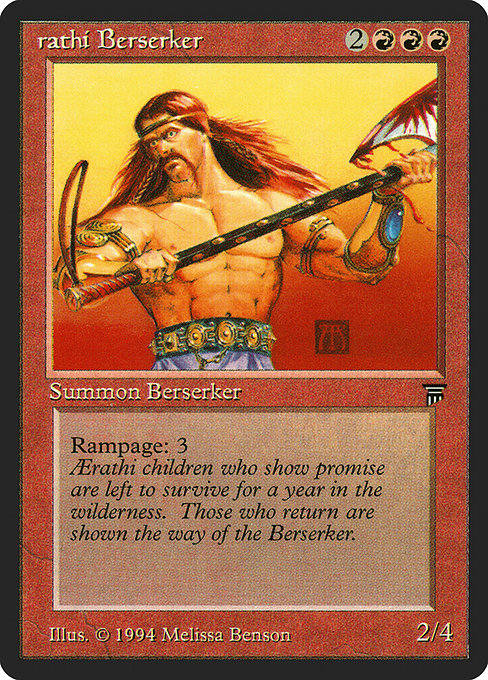 rathi Berserker 2
Summon Berserker
Rampage: 3
Ærathi children who show promise
are left to survive for a year in the
wilderness. Those who return are
shown the way of the Berserker.
Illus. © 1994 Melissa Benson 2/4